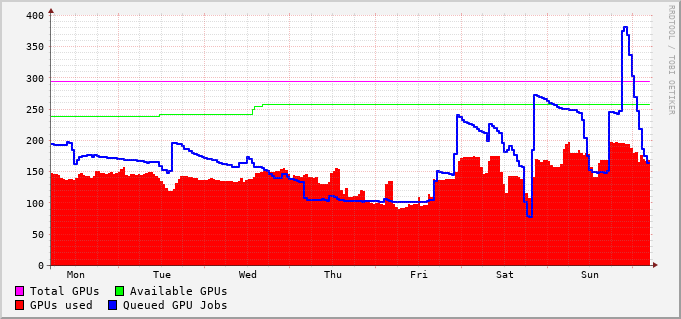 400
350
300
250
200
150
100
50
0
Mon Tue Wed Thu Fri Sat Sun
Total GPUs Available GPUs
GPUs used Queued GPU Jobs
RRDTOOL / TOBI OETIKER